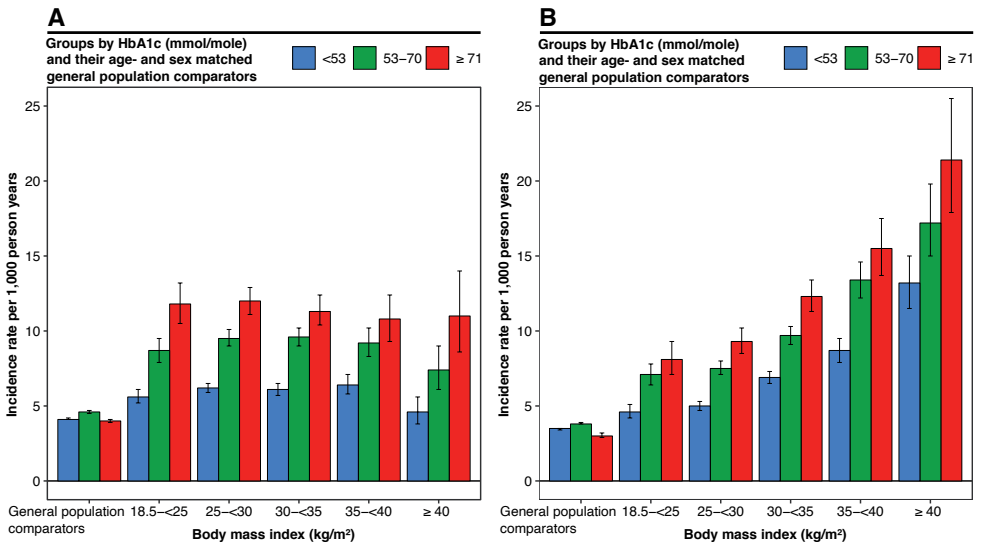 A
Groups by HbA1c (mmol/mole)
and their age- and sex matched
general population comparators
<53 53–70 ≥ 71
25
20
15
10
5
0
Incidence rate per 1,000 person years
General population
comparators
18.5–<25 25–<30 30–<35 35–<40 ≥ 40
Body mass index (kg/m²)
B
Groups by HbA1c (mmol/mole)
and their age- and sex matched
general population comparators
<53 53–70 ≥ 71
25
20
15
10
5
0
Incidence rate per 1,000 person years
General population
comparators
18.5–<25 25–<30 30–<35 35–<40 ≥ 40
Body mass index (kg/m²)